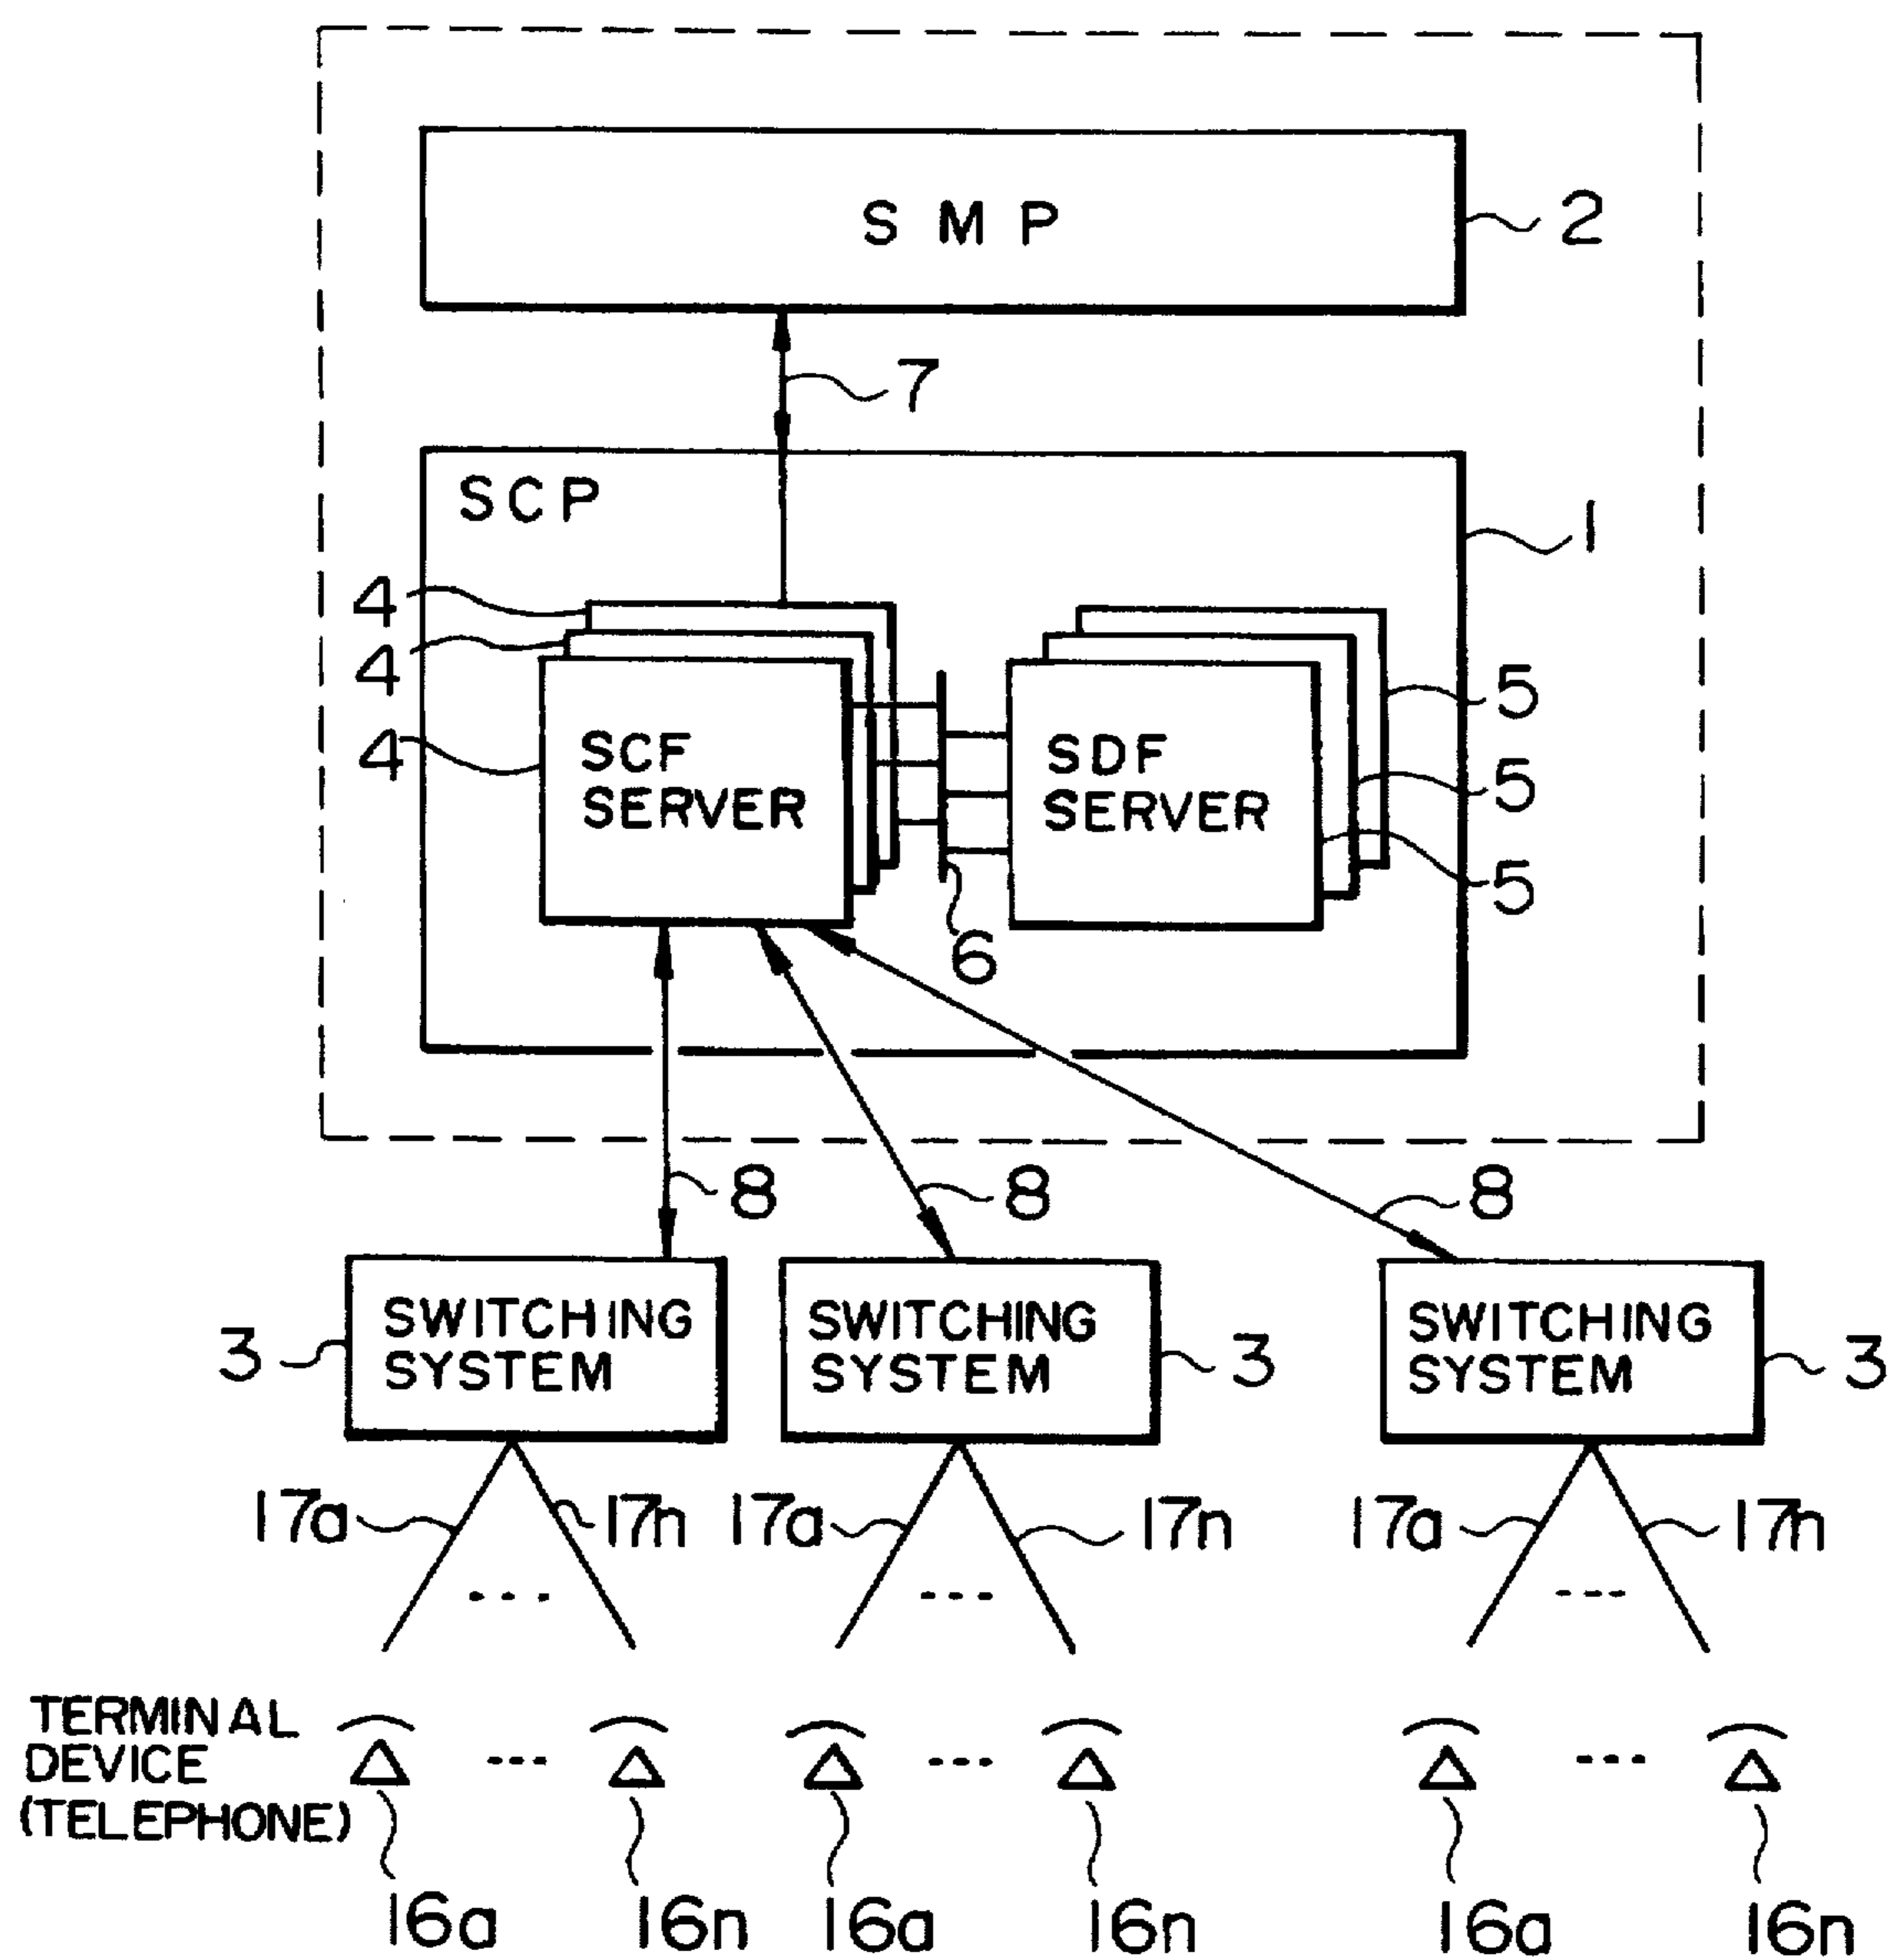 SMP
2
7
SCP
1
4
4
4
SCF
SERVER
SDF
SERVER
5
5
5
6
8
8
8
3
SWITCHING
SYSTEM
SWITCHING
SYSTEM
3
SWITCHING
SYSTEM
3
17a
17n
17a
17n
17a
17n
TERMINAL
DEVICE
(TELEPHONE)
16a
16n
16a
16n
16a
16n